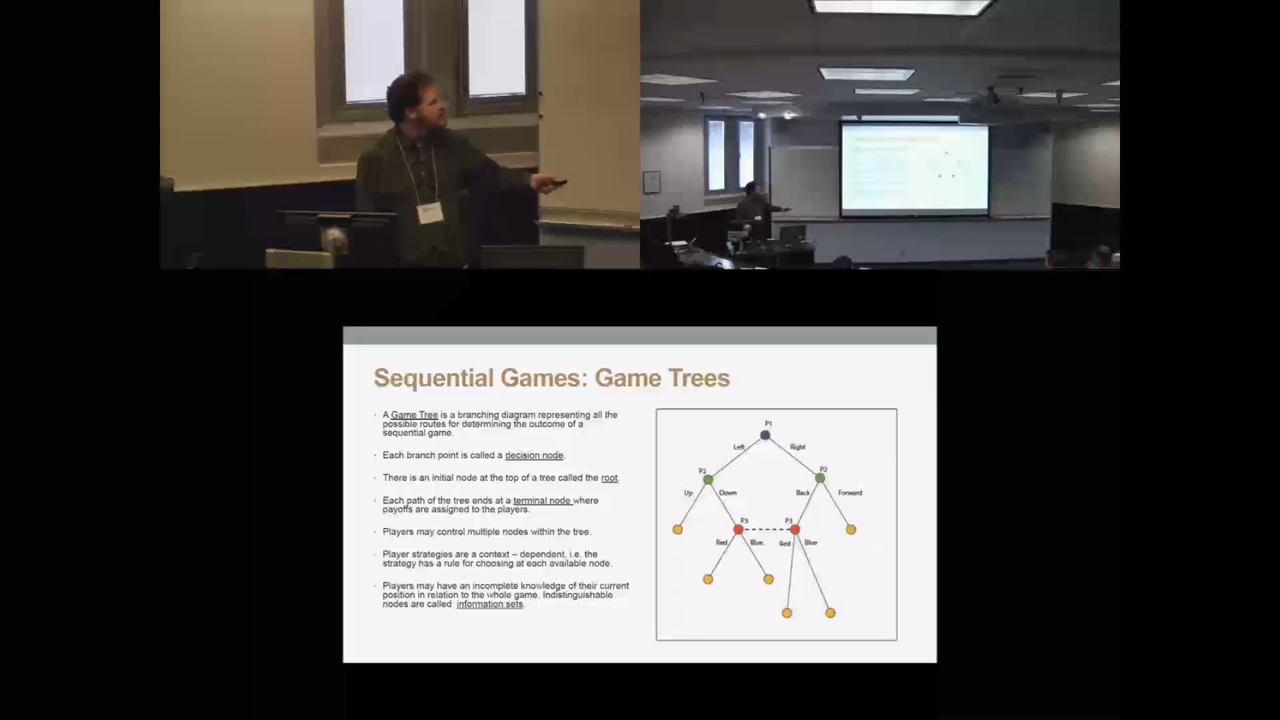 Sequential Games: Game Trees
A Game Tree is a branching diagram representing all the
possible routes for determining the outcome of a
sequential game.
Each branch point is called a decision node.
There is an initial node at the top of a tree called the root.
Each path of the tree ends at a terminal node where
payoffs are assigned to the players.
Players may control multiple nodes within the tree.
Player strategies are a context – dependent, i.e. the
strategy has a rule for choosing at each available node.
Players may have an incomplete knowledge of their current
position in relation to the whole game. Indistinguishable
nodes are called information sets.
P1
Left Right
P2 P2
Up Down Back Forward
P3 P3
Red Blue Red Blue